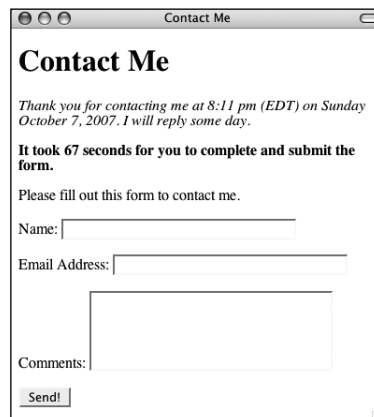 Contact Me
Contact Me
Thank you for contacting me at 8:11 pm (EDT) on Sunday
October 7, 2007. I will reply some day.
It took 67 seconds for you to complete and submit the
form.
Please fill out this form to contact me.
Name:
Email Address:
Comments:
Send!